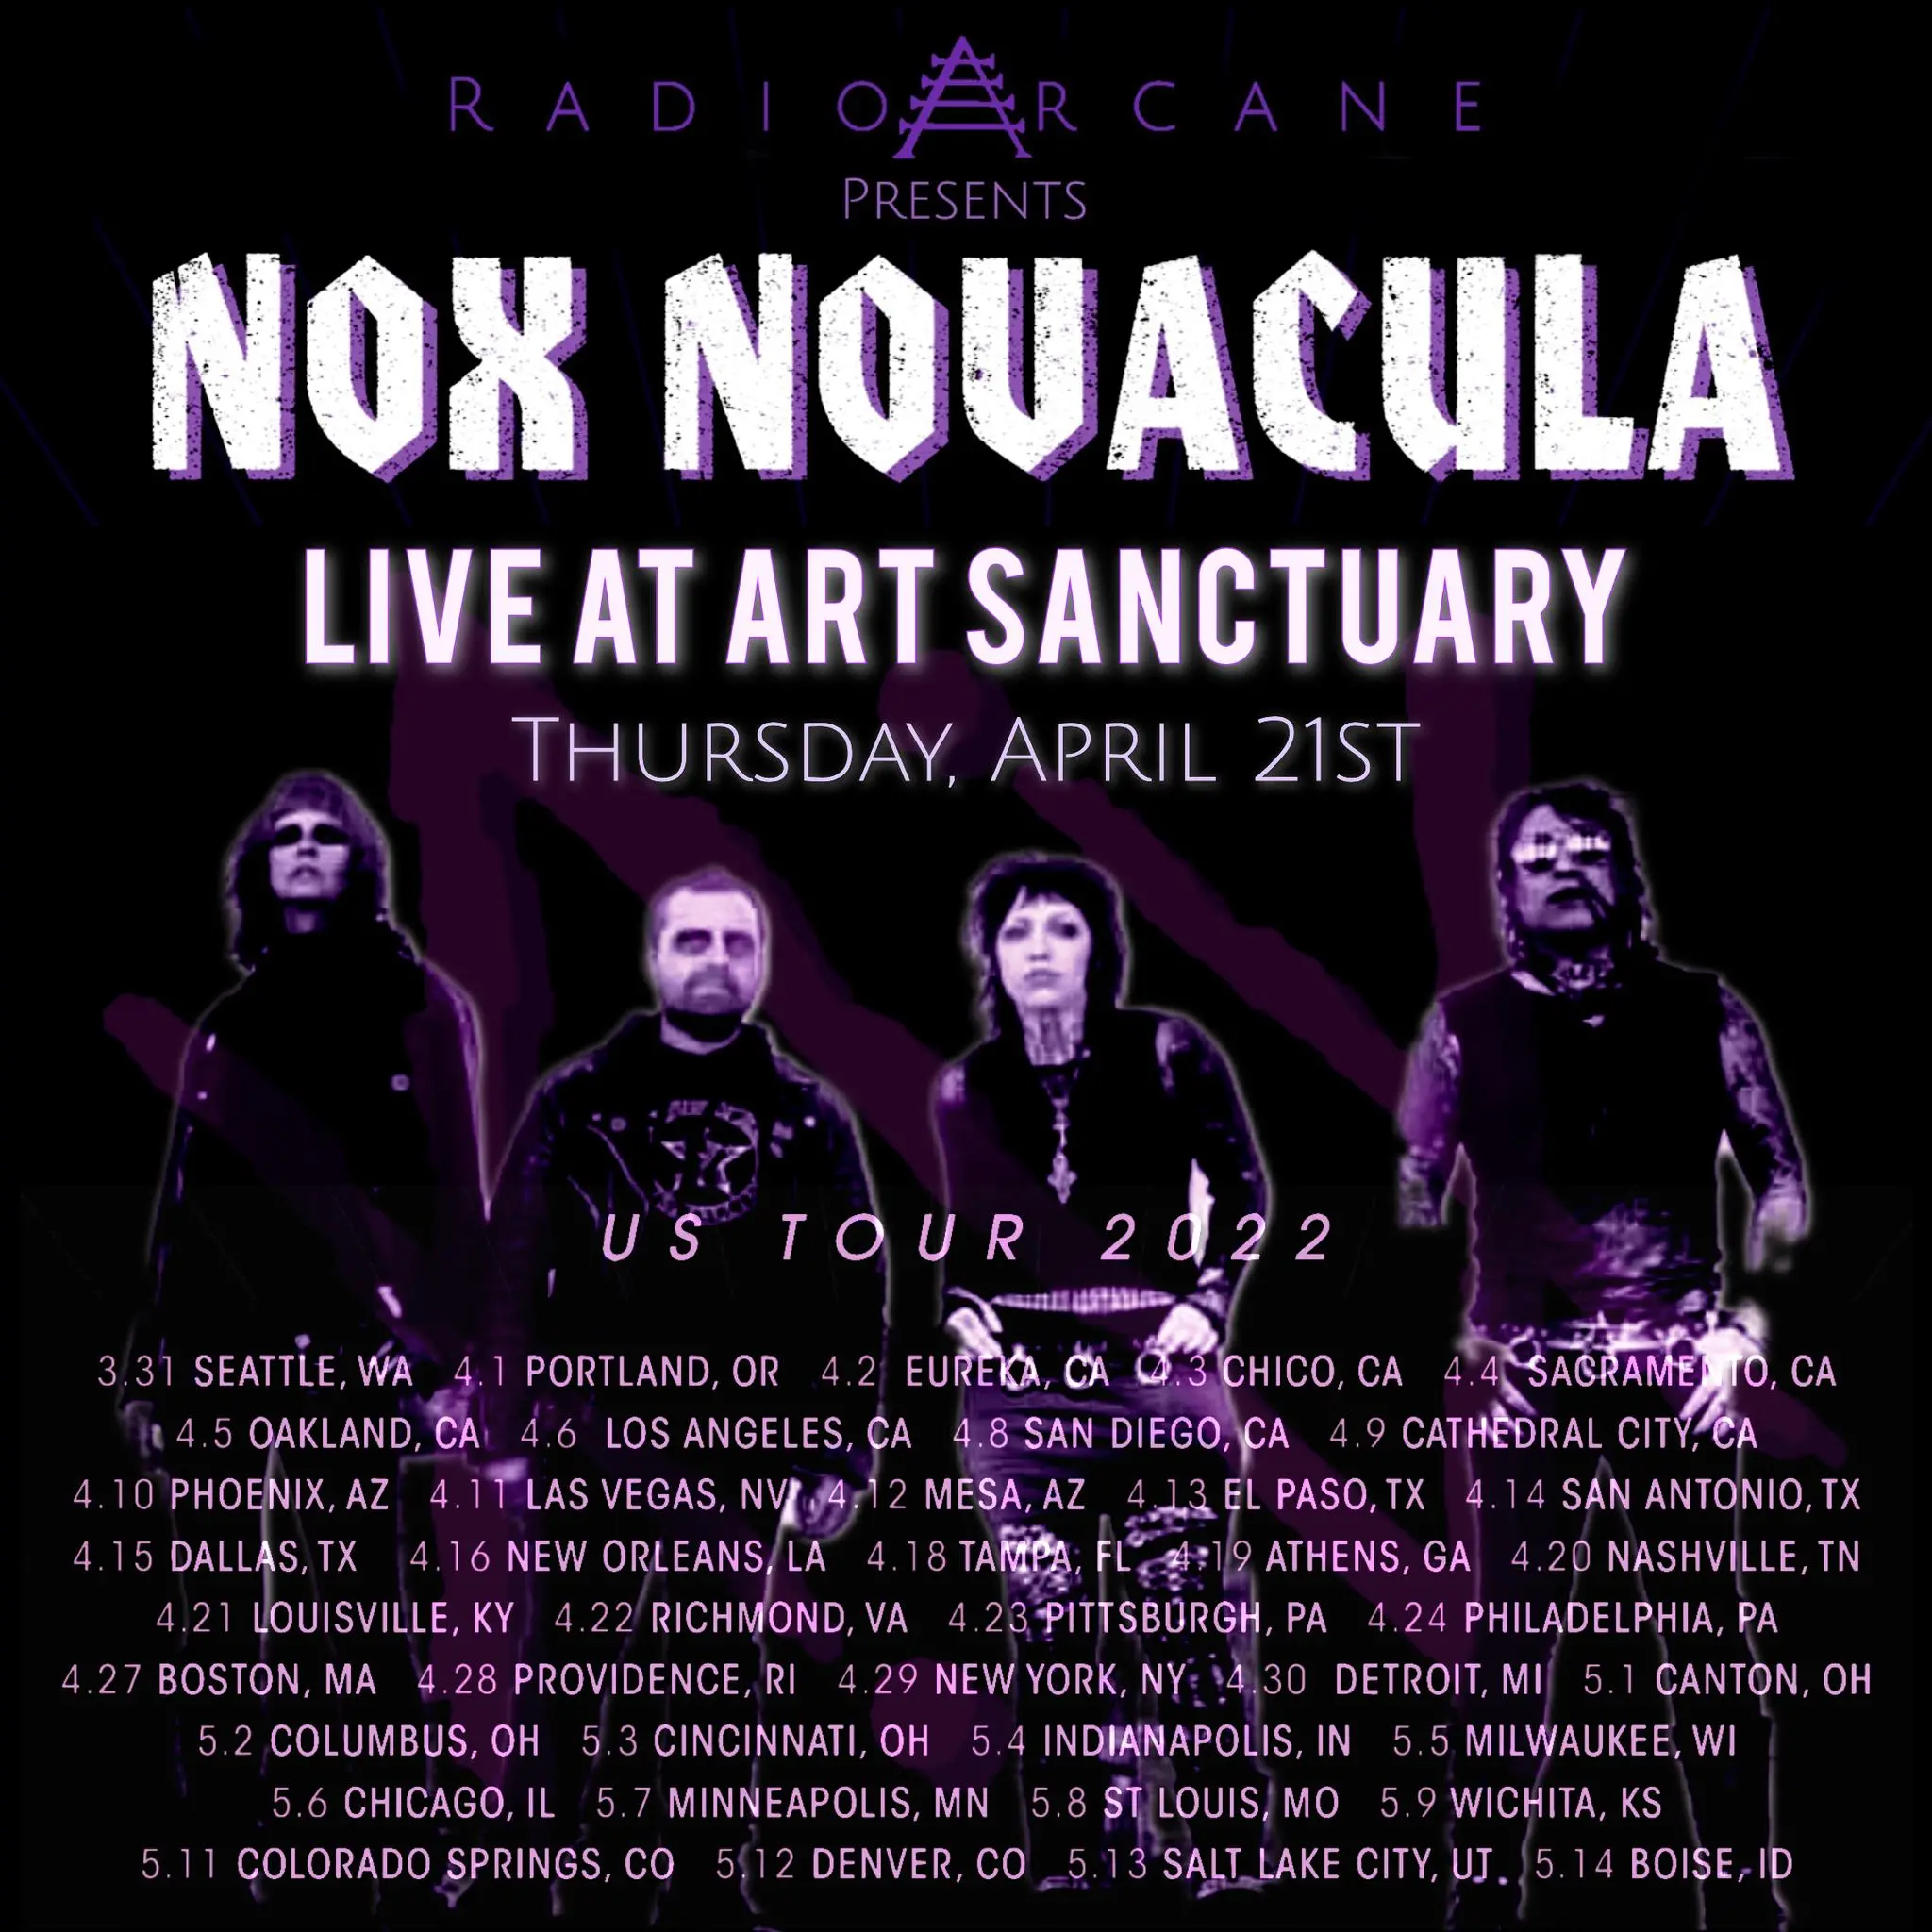 RADIO ARCANE
PRESENTS
NOX NOVACULA
LIVE AT ART SANCTUARY
THURSDAY, APRIL 21ST
US TOUR 2022
3.31 SEATTLE, WA 4.1 PORTLAND, OR 4.2 EUREKA, CA 4.3 CHICO, CA 4.4 SACRAMENTO, CA
4.5 OAKLAND, CA 4.6 LOS ANGELES, CA 4.8 SAN DIEGO, CA 4.9 CATHEDRAL CITY, CA
4.10 PHOENIX, AZ 4.11 LAS VEGAS, NV 4.12 MESA, AZ 4.13 EL PASO, TX 4.14 SAN ANTONIO, TX
4.15 DALLAS, TX 4.16 NEW ORLEANS, LA 4.18 TAMPA, FL 4.19 ATHENS, GA 4.20 NASHVILLE, TN
4.21 LOUISVILLE, KY 4.22 RICHMOND, VA 4.23 PITTSBURGH, PA 4.24 PHILADELPHIA, PA
4.27 BOSTON, MA 4.28 PROVIDENCE, RI 4.29 NEW YORK, NY 4.30 DETROIT, MI 5.1 CANTON, OH
5.2 COLUMBUS, OH 5.3 CINCINNATI, OH 5.4 INDIANAPOLIS, IN 5.5 MILWAUKEE, WI
5.6 CHICAGO, IL 5.7 MINNEAPOLIS, MN 5.8 ST LOUIS, MO 5.9 WICHITA, KS
5.11 COLORADO SPRINGS, CO 5.12 DENVER, CO 5.13 SALT LAKE CITY, UT. 5.14 BOISE, ID